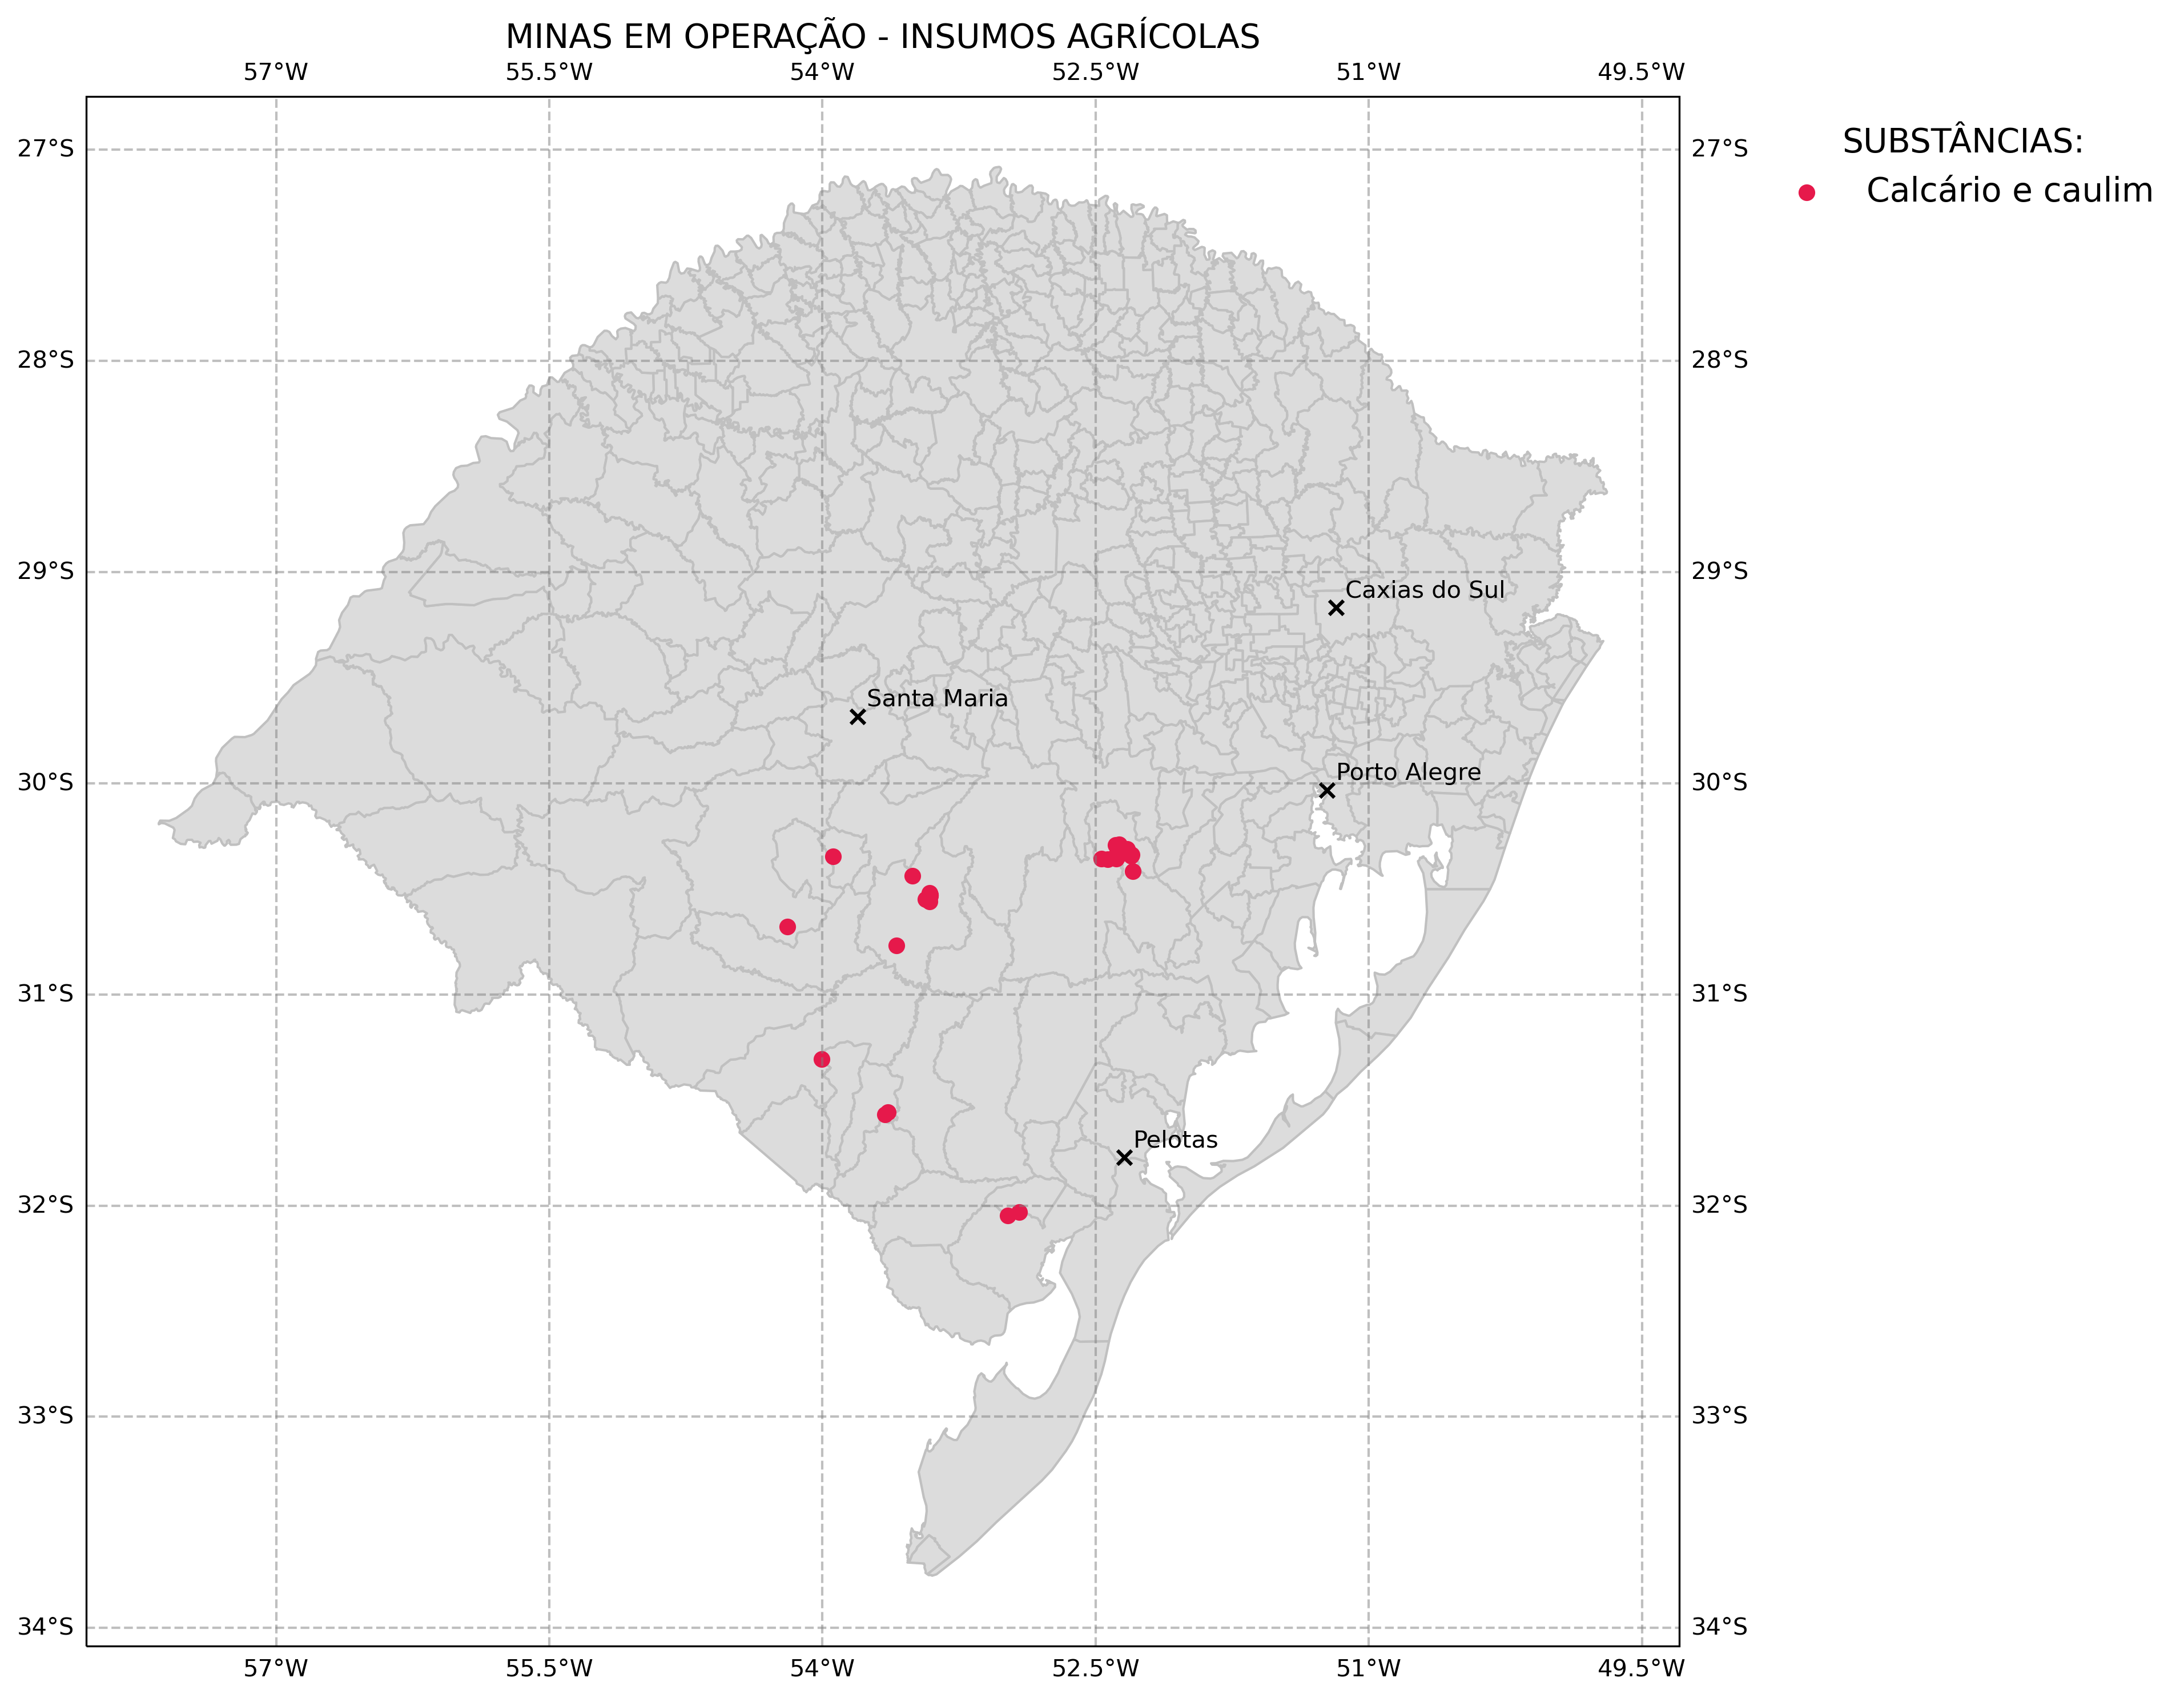 MINAS EM OPERAÇÃO - INSUMOS AGRÍCOLAS
57°W 55.5°W 54°W 52.5°W 51°W 49.5°W
SUBSTÂNCIAS:
Calcário e caulim
27°S 27°S
28°S 28°S
29°S 29°S
Caxias do Sul
Santa Maria
Porto Alegre
30°S 30°S
31°S 31°S
Pelotas
32°S 32°S
33°S 33°S
34°S 34°S
57°W 55.5°W 54°W 52.5°W 51°W 49.5°W